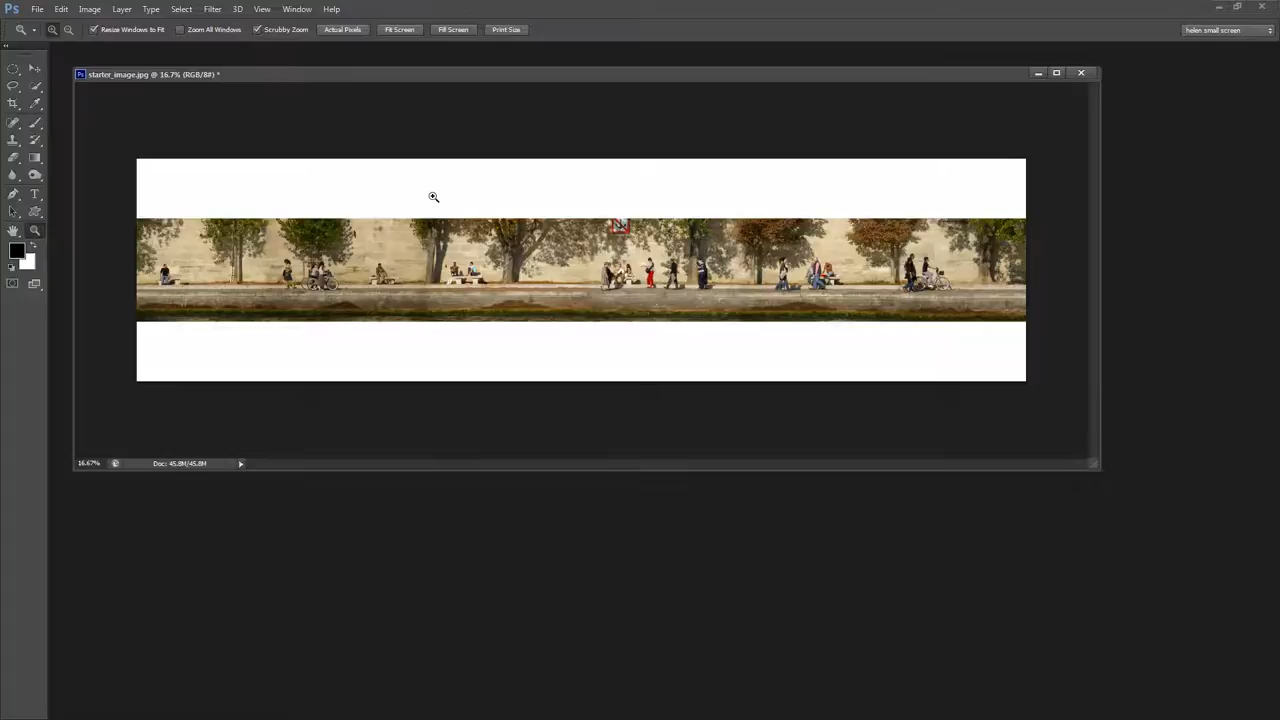 Ps File Edit Image Layer Type Select Filter 3D View Window Help
Resize Windows to Fit Zoom All Windows Scrubby Zoom Actual Pixels Fit Screen Fill Screen Print Size helen small screen
Ps starter_image.jpg @ 16.7% (RGB/8#) *
16.67% Doc: 45.8M/45.8M